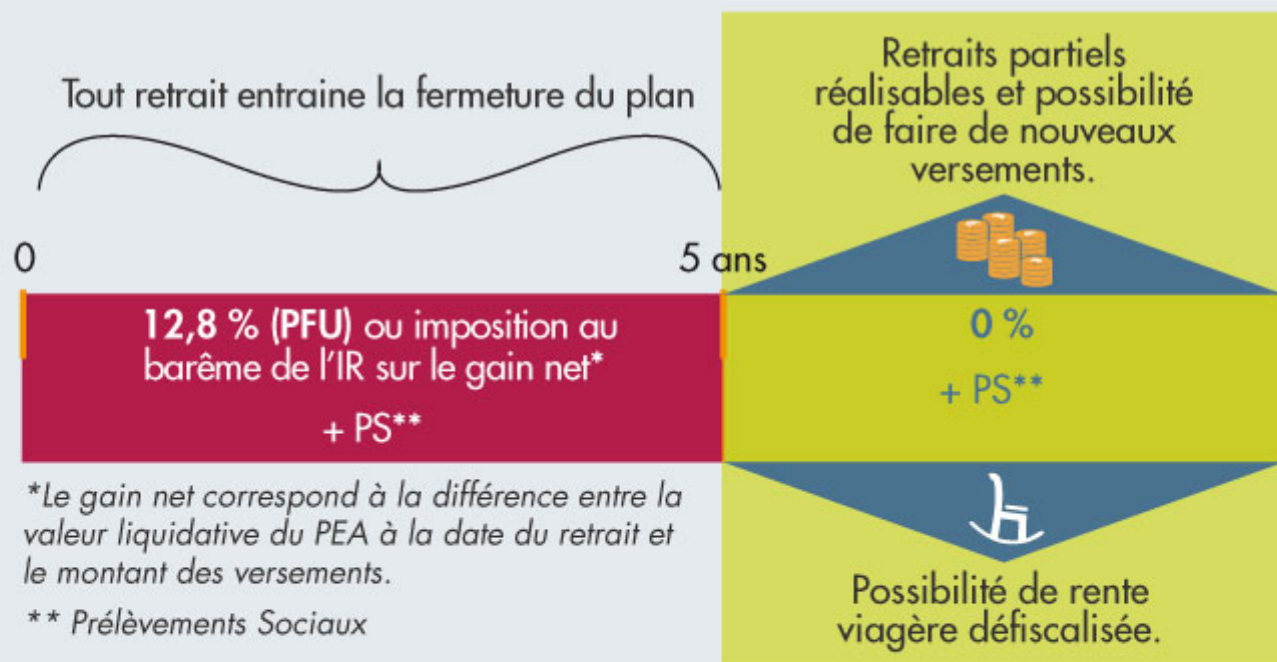 Tout retrait entraine la fermeture du plan
Retraits partiels
réalisables et possibilité
de faire de nouveaux
versements.
0
5 ans
12,8 % (PFU) ou imposition au
barême de l'IR sur le gain net*
+ PS**
0 %
+ PS**
*Le gain net correspond à la différence entre la
valeur liquidative du PEA à la date du retrait et
le montant des versements.
** Prélèvements Sociaux
Possibilité de rente
viagère défiscalisée.